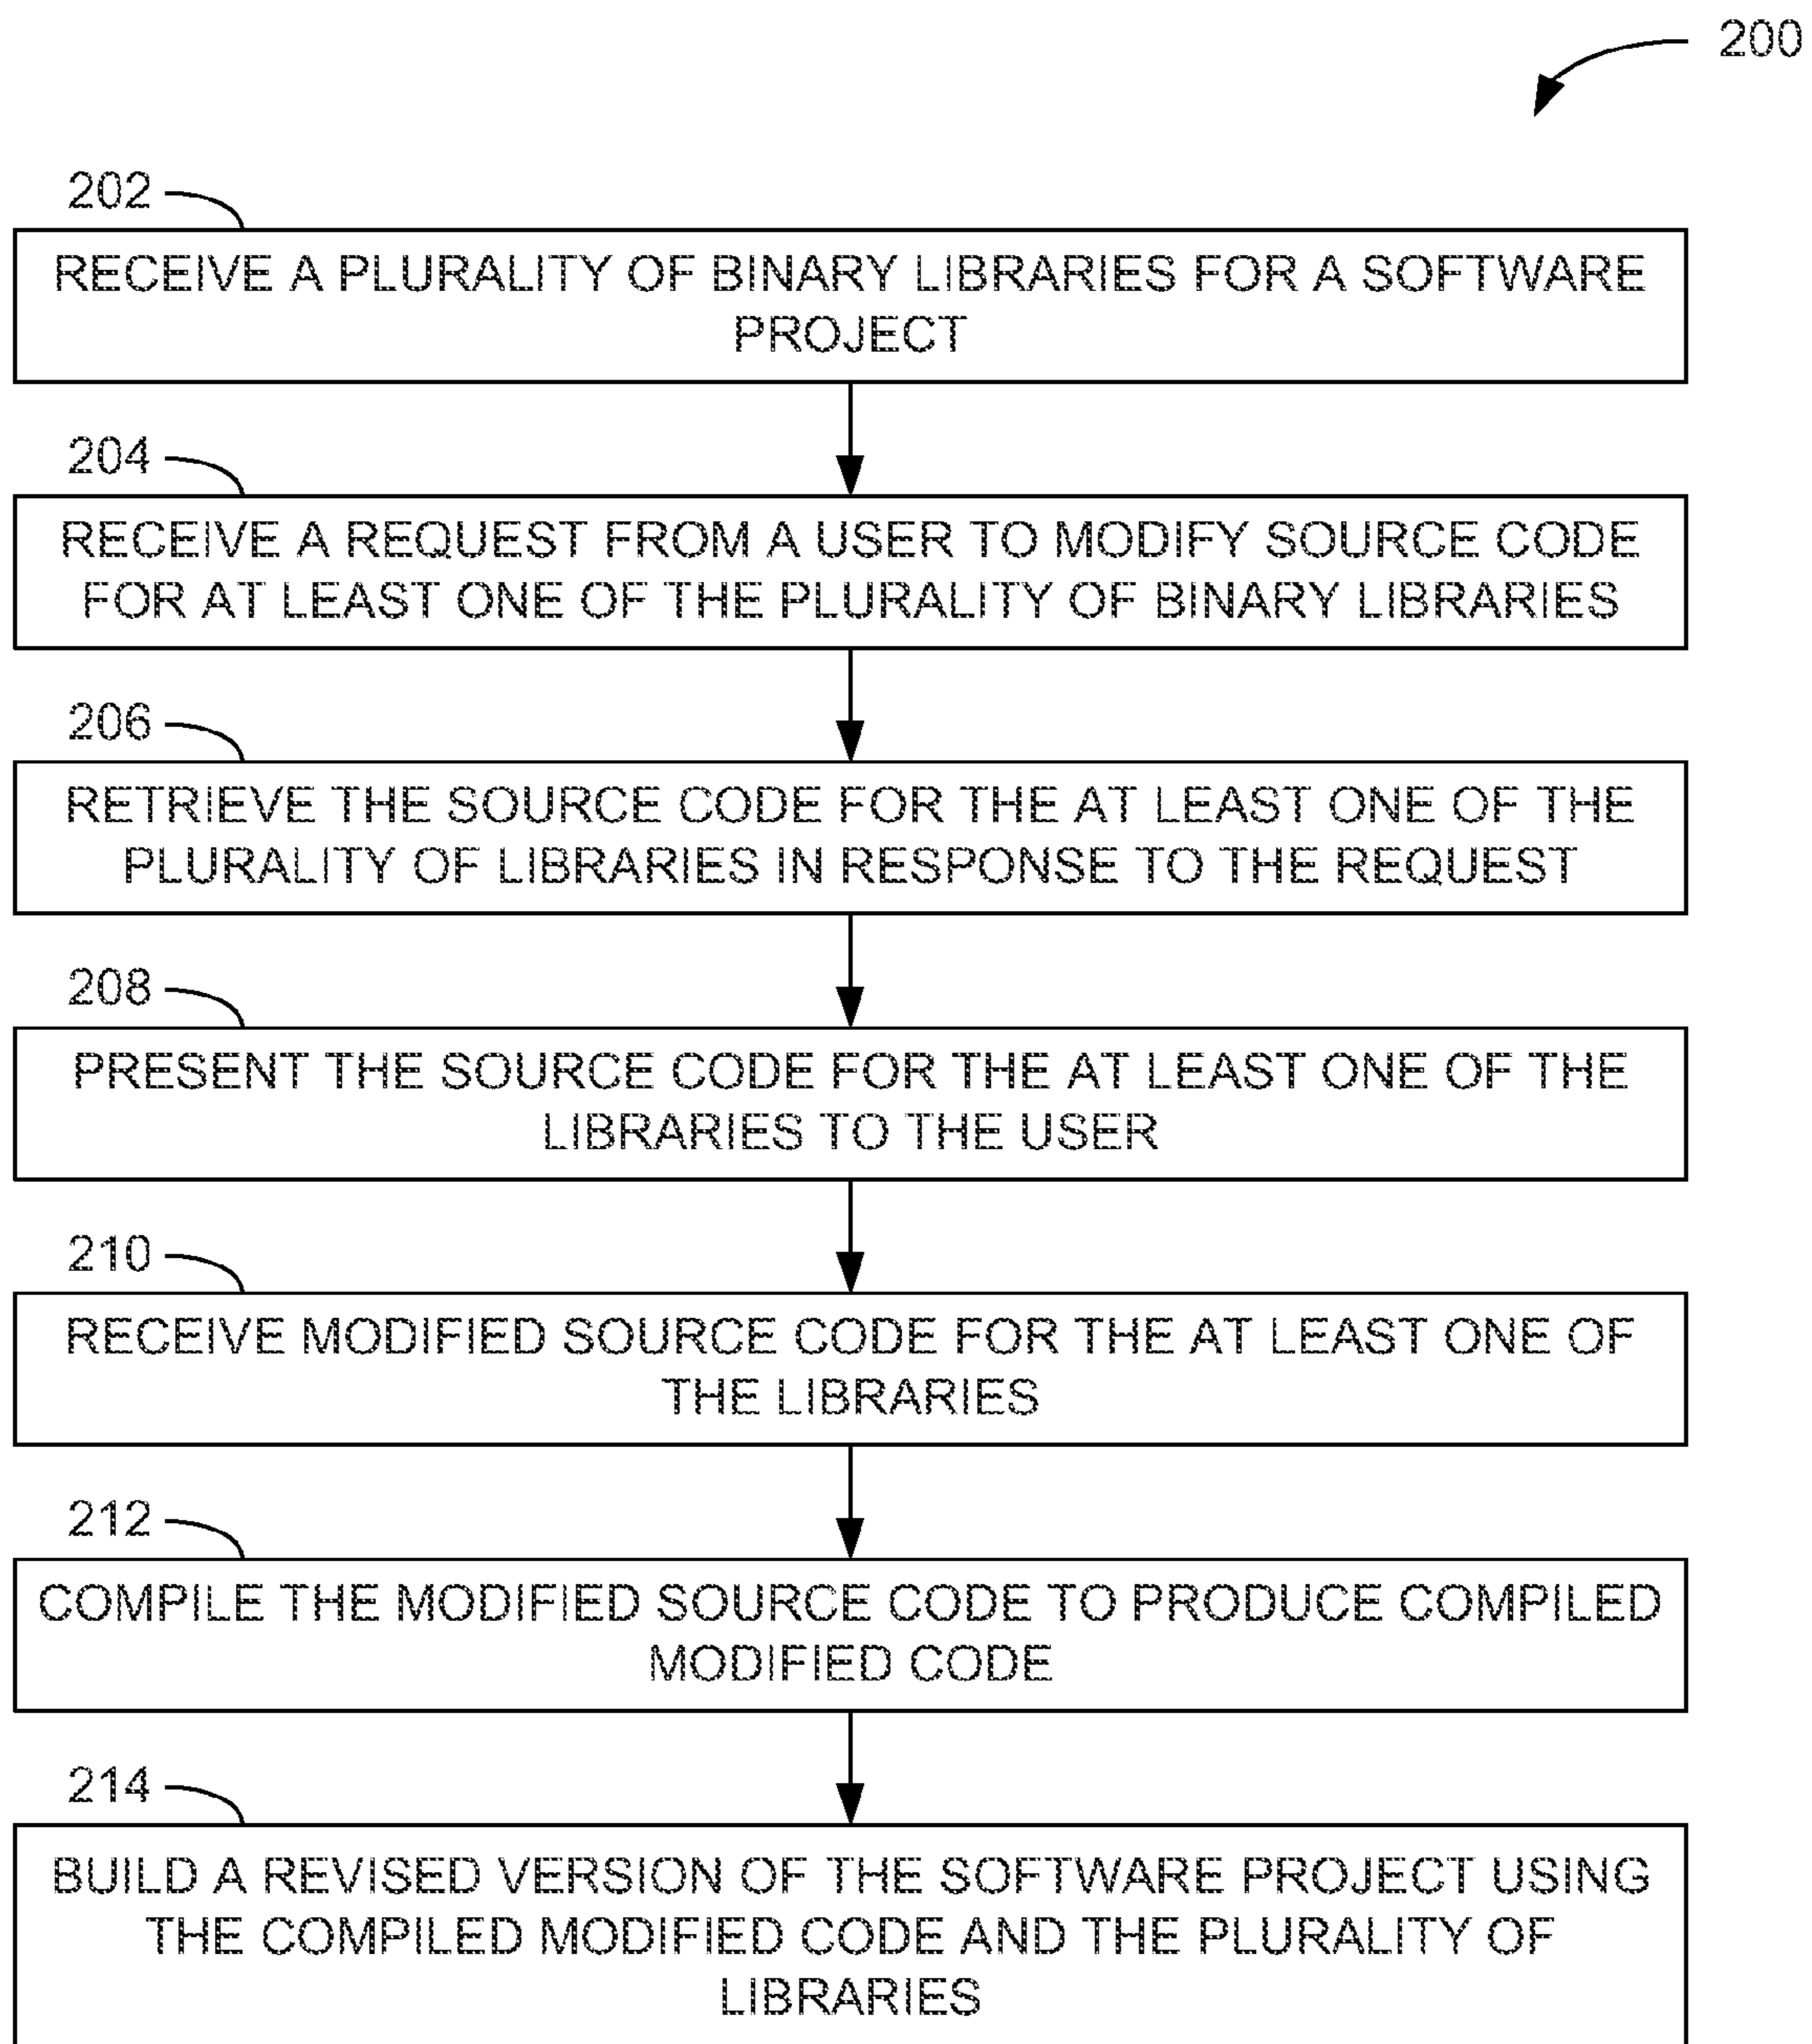 200
202
RECEIVE A PLURALITY OF BINARY LIBRARIES FOR A SOFTWARE
PROJECT
204
RECEIVE A REQUEST FROM A USER TO MODIFY SOURCE CODE
FOR AT LEAST ONE OF THE PLURALITY OF BINARY LIBRARIES
206
RETRIEVE THE SOURCE CODE FOR THE AT LEAST ONE OF THE
PLURALITY OF LIBRARIES IN RESPONSE TO THE REQUEST
208
PRESENT THE SOURCE CODE FOR THE AT LEAST ONE OF THE
LIBRARIES TO THE USER
210
RECEIVE MODIFIED SOURCE CODE FOR THE AT LEAST ONE OF
THE LIBRARIES
212
COMPILE THE MODIFIED SOURCE CODE TO PRODUCE COMPILED
MODIFIED CODE
214
BUILD A REVISED VERSION OF THE SOFTWARE PROJECT USING
THE COMPILED MODIFIED CODE AND THE PLURALITY OF
LIBRARIES